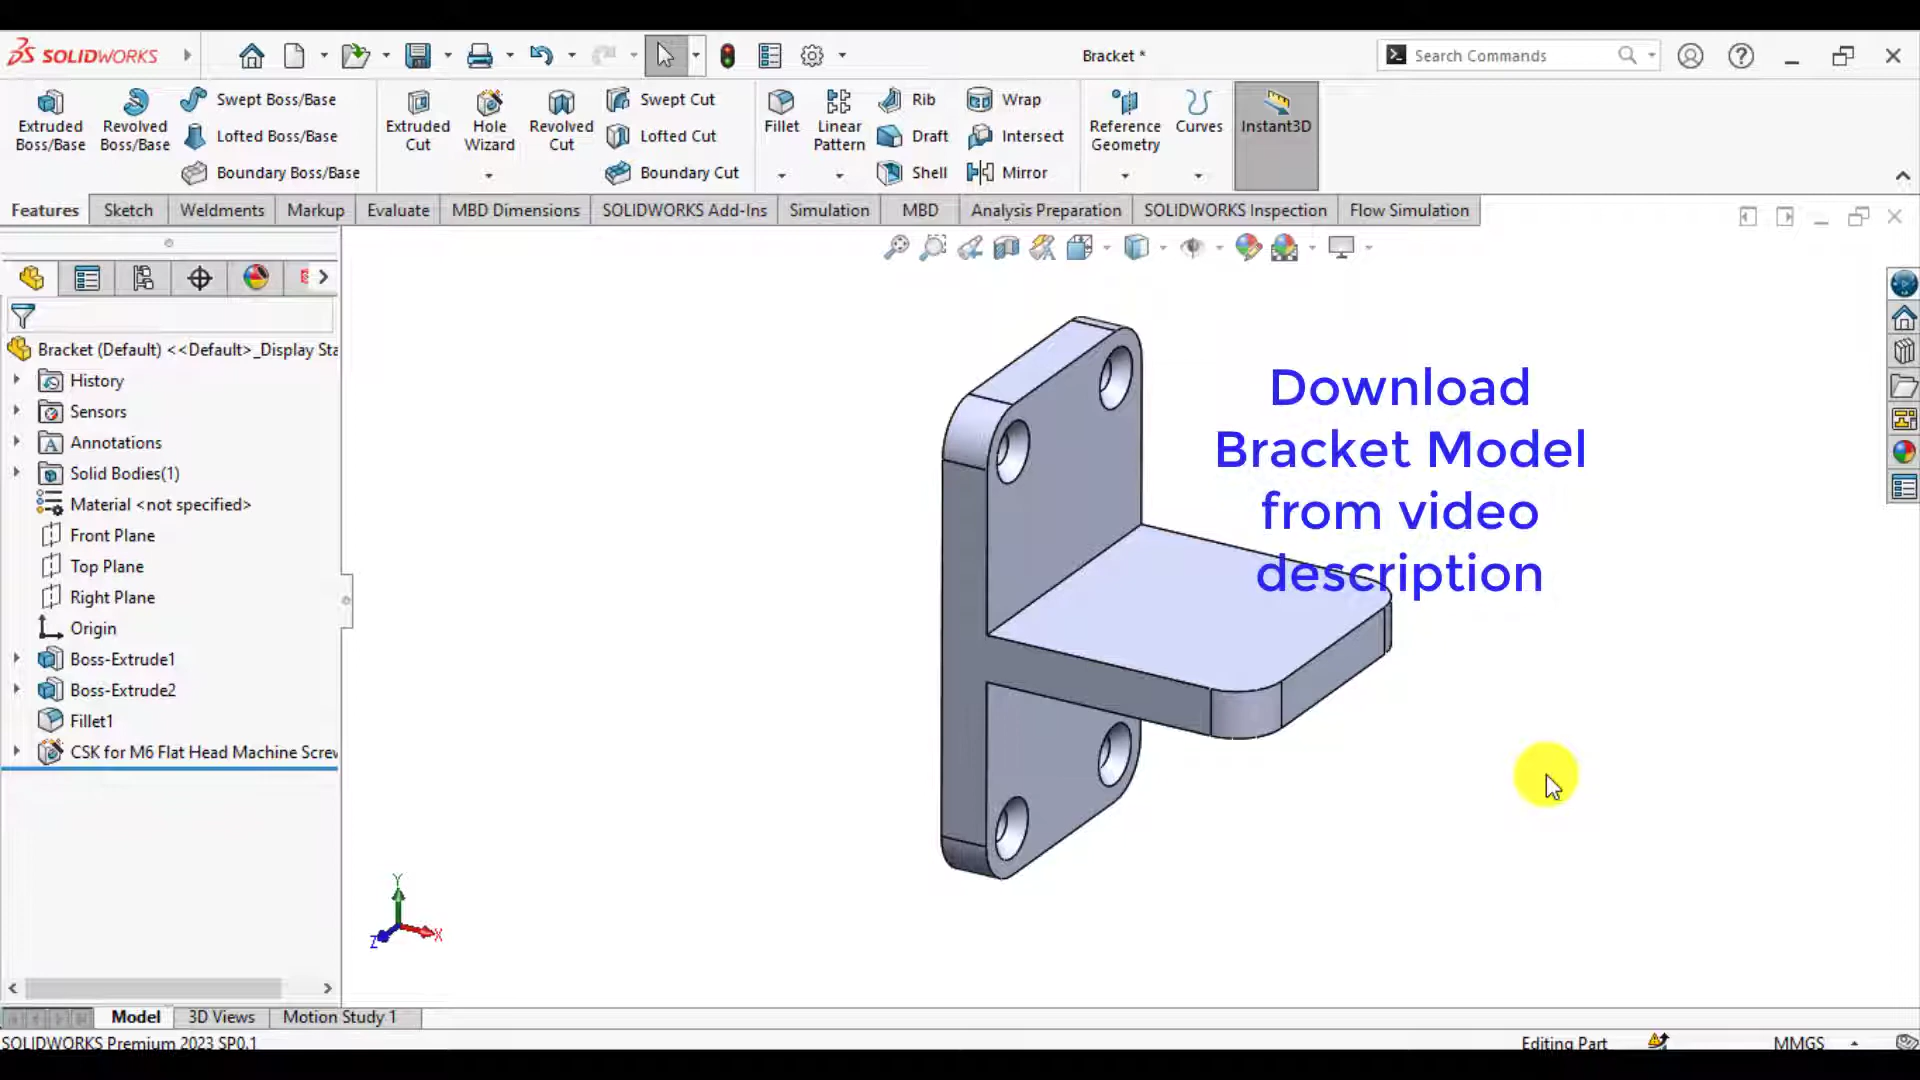 SOLIDWORKS
Bracket *
Search Commands
Extruded Boss/Base
Revolved Boss/Base
Swept Boss/Base
Lofted Boss/Base
Boundary Boss/Base
Extruded Cut
Hole Wizard
Revolved Cut
Swept Cut
Lofted Cut
Boundary Cut
Fillet
Linear Pattern
Rib
Draft
Shell
Wrap
Intersect
Mirror
Reference Geometry
Curves
Instant3D
Features
Sketch
Weldments
Markup
Evaluate
MBD Dimensions
SOLIDWORKS Add-Ins
Simulation
MBD
Analysis Preparation
SOLIDWORKS Inspection
Flow Simulation
Bracket (Default) <<Default>_Display Sta
History
Sensors
Annotations
Solid Bodies(1)
Material <not specified>
Front Plane
Top Plane
Right Plane
Origin
Boss-Extrude1
Boss-Extrude2
Fillet1
CSK for M6 Flat Head Machine Screw
Download
Bracket Model
from video
description
Y
X
Z
Model
3D Views
Motion Study 1
SOLIDWORKS Premium 2023 SP0.1
Editing Part
MMGS